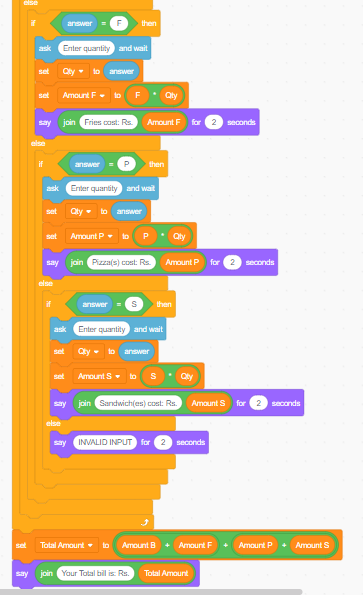 else
if answer = F then
ask Enter quantity and wait
set Qty to answer
set Amount F to F * Qty
say join Fries cost: Rs. Amount F for 2 seconds
else
if answer = P then
ask Enter quantity and wait
set Qty to answer
set Amount P to P * Qty
say join Pizza(s) cost: Rs. Amount P for 2 seconds
else
if answer = S then
ask Enter quantity and wait
set Qty to answer
set Amount S to S * Qty
say join Sandwich(es) cost: Rs. Amount S for 2 seconds
else
say INVALID INPUT for 2 seconds
set Total Amount to Amount B + Amount F + Amount P + Amount S
say join Your Total bill is: Rs. Total Amount